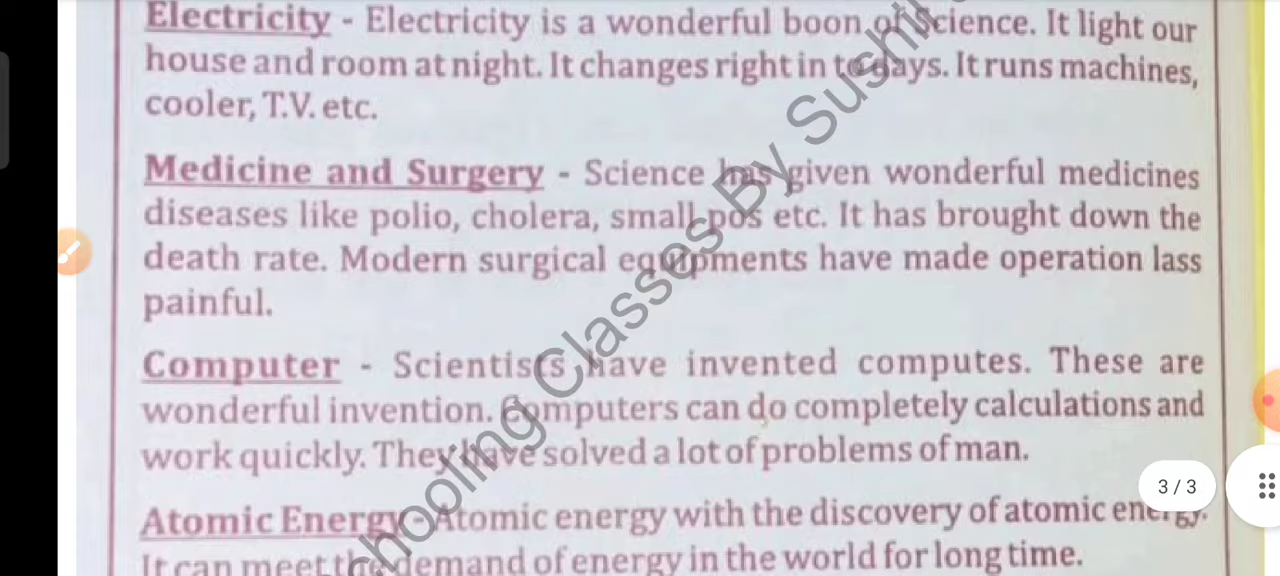 Electricity - Electricity is a wonderful boon of Science. It light our
house and room at night. It changes right in to days. It runs machines,
cooler, T.V. etc.
Medicine and Surgery - Science has given wonderful medicines
diseases like polio, cholera, small pos etc. It has brought down the
death rate. Modern surgical equipments have made operation lass
painful.
Computer - Scientists have invented computes. These are
wonderful invention. Computers can do completely calculations and
work quickly. They have solved a lot of problems of man.
Atomic Energy - Atomic energy with the discovery of atomic energy.
It can meet the demand of energy in the world for long time.
3 / 3
chooling Classes By Sushil